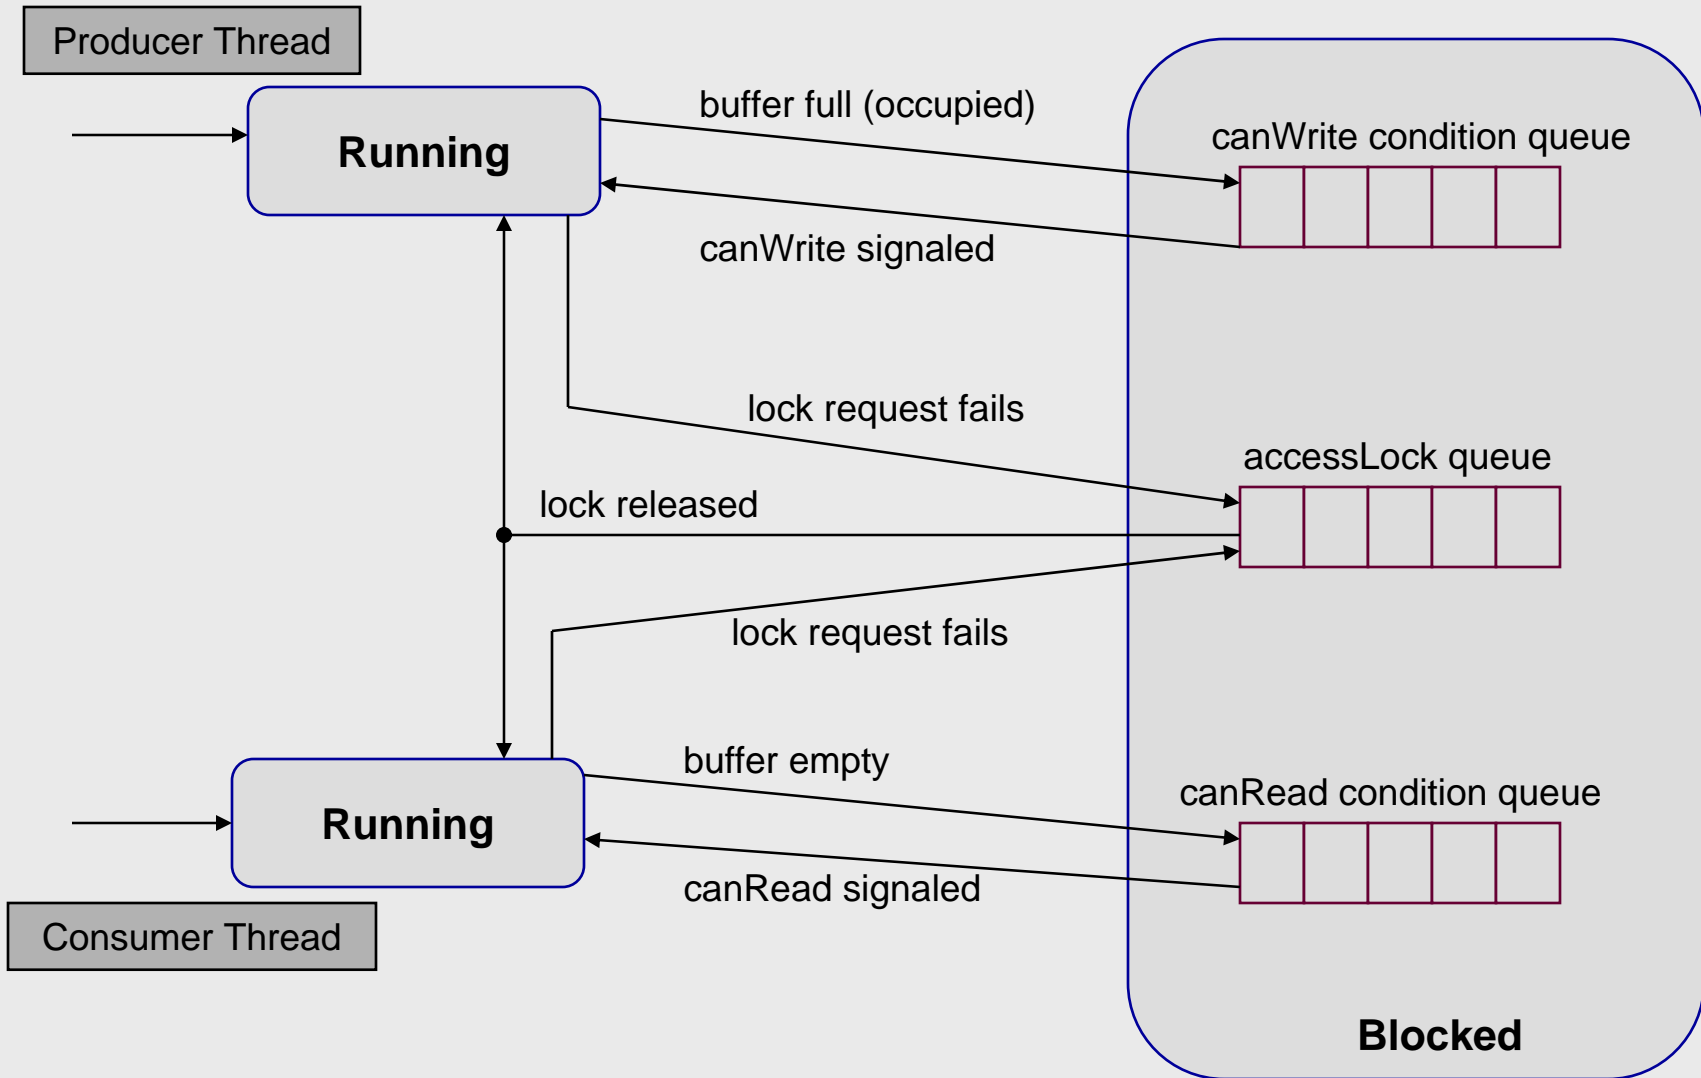 Producer Thread
Running
buffer full (occupied)
canWrite condition queue
canWrite signaled
lock request fails
accessLock queue
lock released
lock request fails
buffer empty
canRead condition queue
Running
canRead signaled
Consumer Thread
Blocked